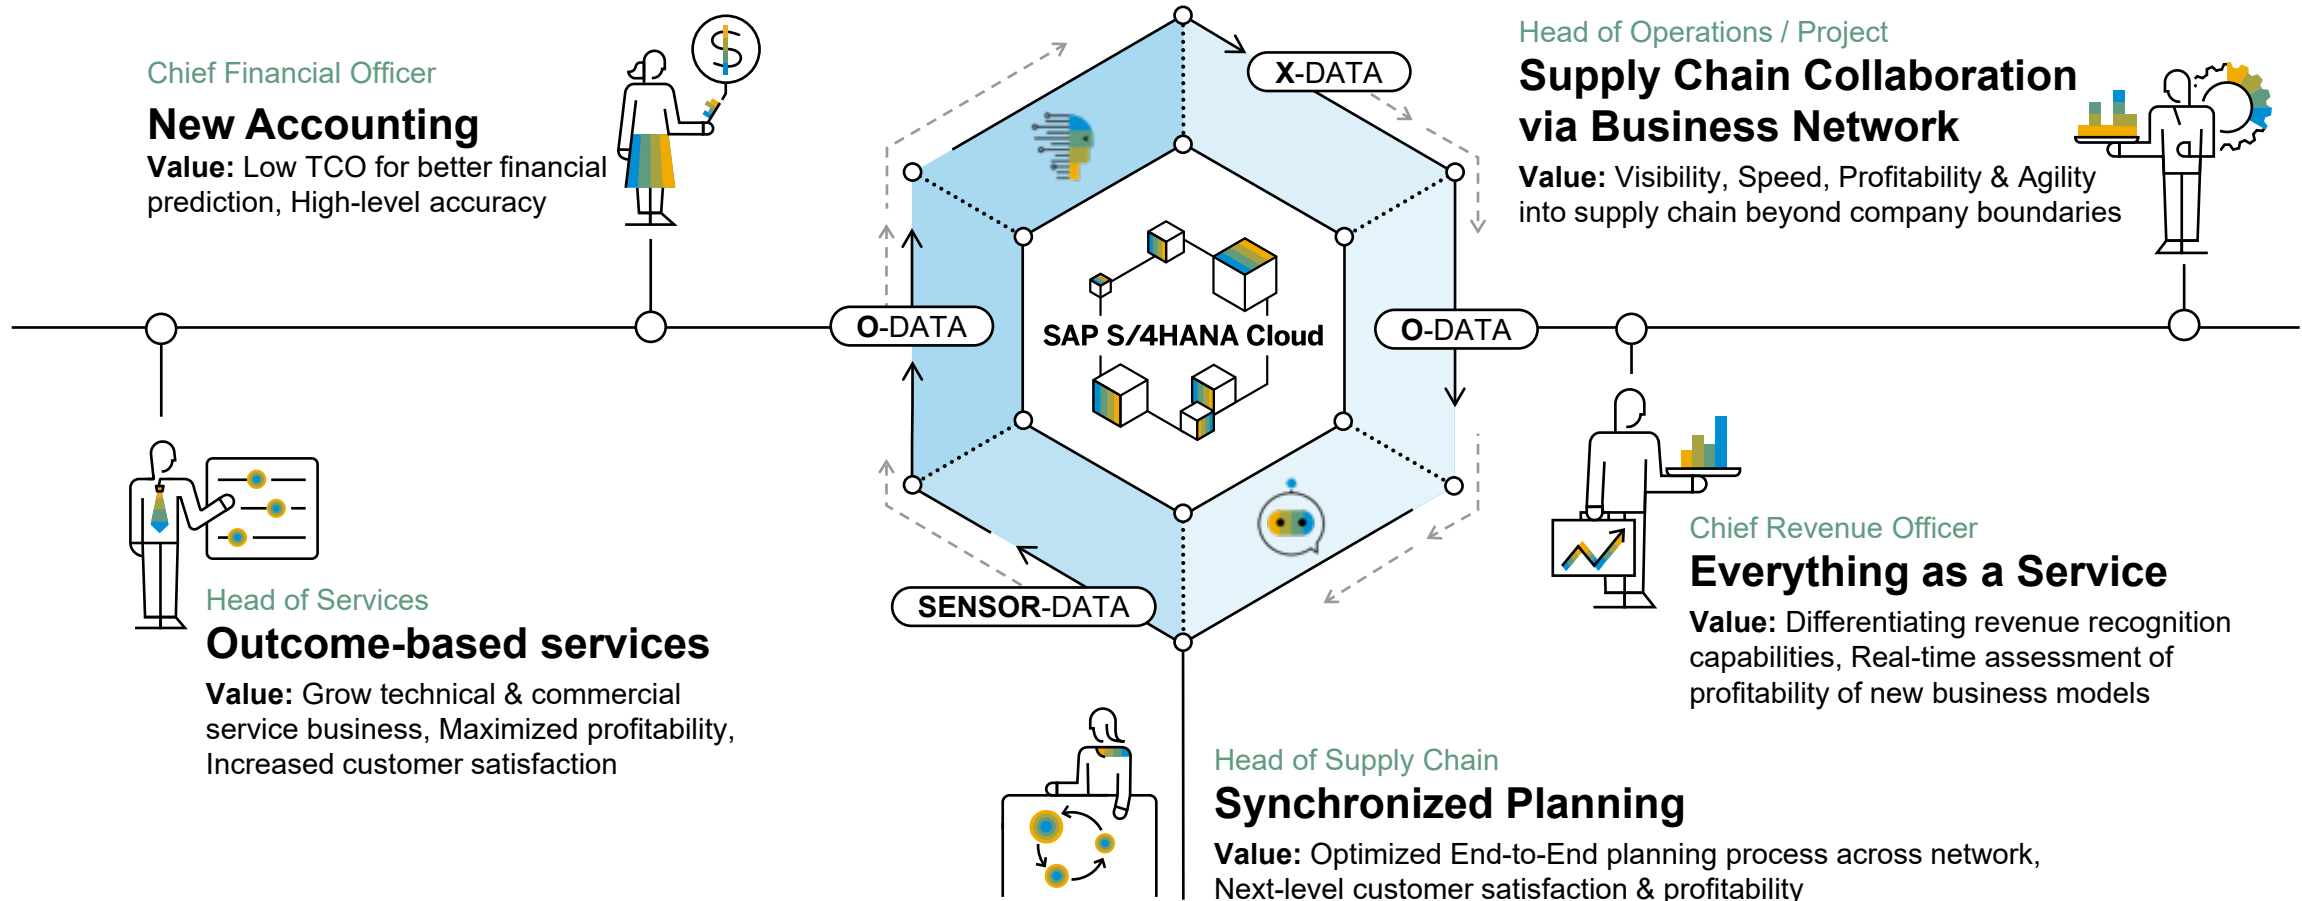 Chief Financial Officer
New Accounting
Value: Low TCO for better financial
prediction, High-level accuracy
X-DATA
Head of Operations / Project
Supply Chain Collaboration
via Business Network
Value: Visibility, Speed, Profitability & Agility
into supply chain beyond company boundaries
O-DATA
SAP S/4HANA Cloud
O-DATA
Head of Services
Outcome-based services
Value: Grow technical & commercial
service business, Maximized profitability,
Increased customer satisfaction
SENSOR-DATA
Chief Revenue Officer
Everything as a Service
Value: Differentiating revenue recognition
capabilities, Real-time assessment of
profitability of new business models
Head of Supply Chain
Synchronized Planning
Value: Optimized End-to-End planning process across network,
Next-level customer satisfaction & profitability